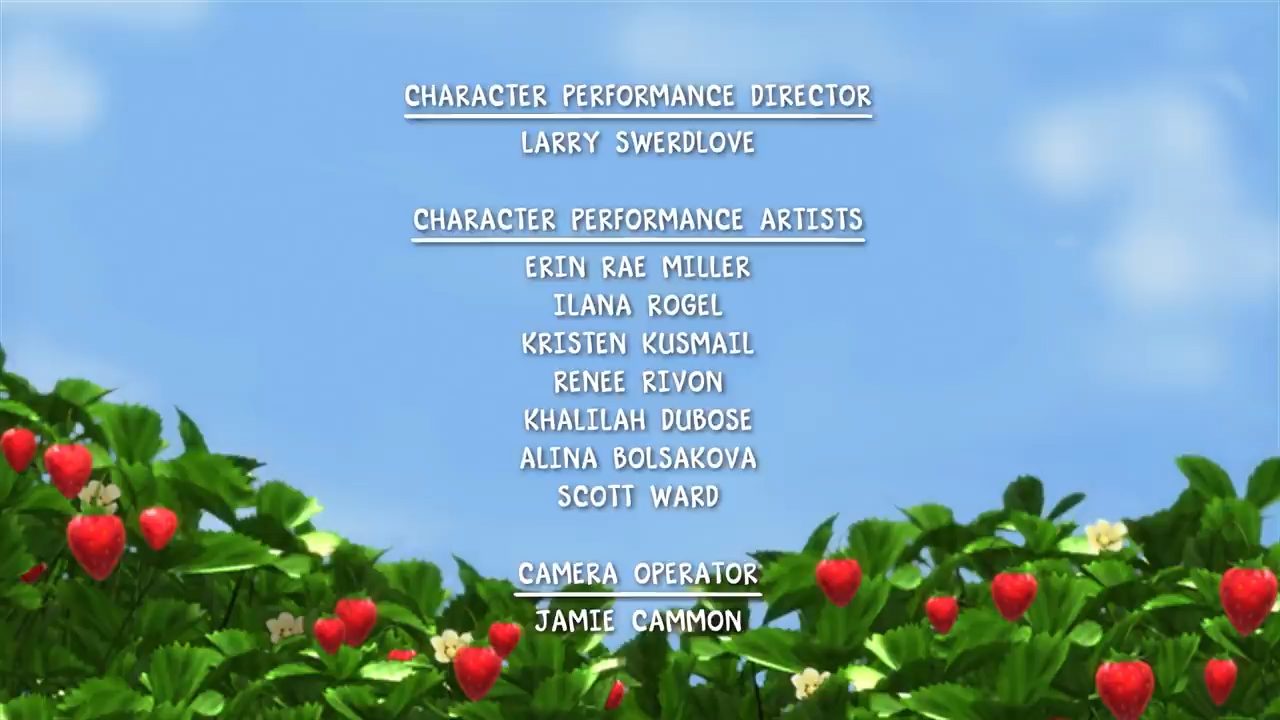 CHARACTER PERFORMANCE DIRECTOR
LARRY SWERDLOVE
CHARACTER PERFORMANCE ARTISTS
ERIN RAE MILLER
ILANA ROGEL
KRISTEN KUSMAIL
RENEE RIVON
KHALILAH DUBOSE
ALINA BOLSAKOVA
SCOTT WARD
CAMERA OPERATOR
JAMIE CAMMON